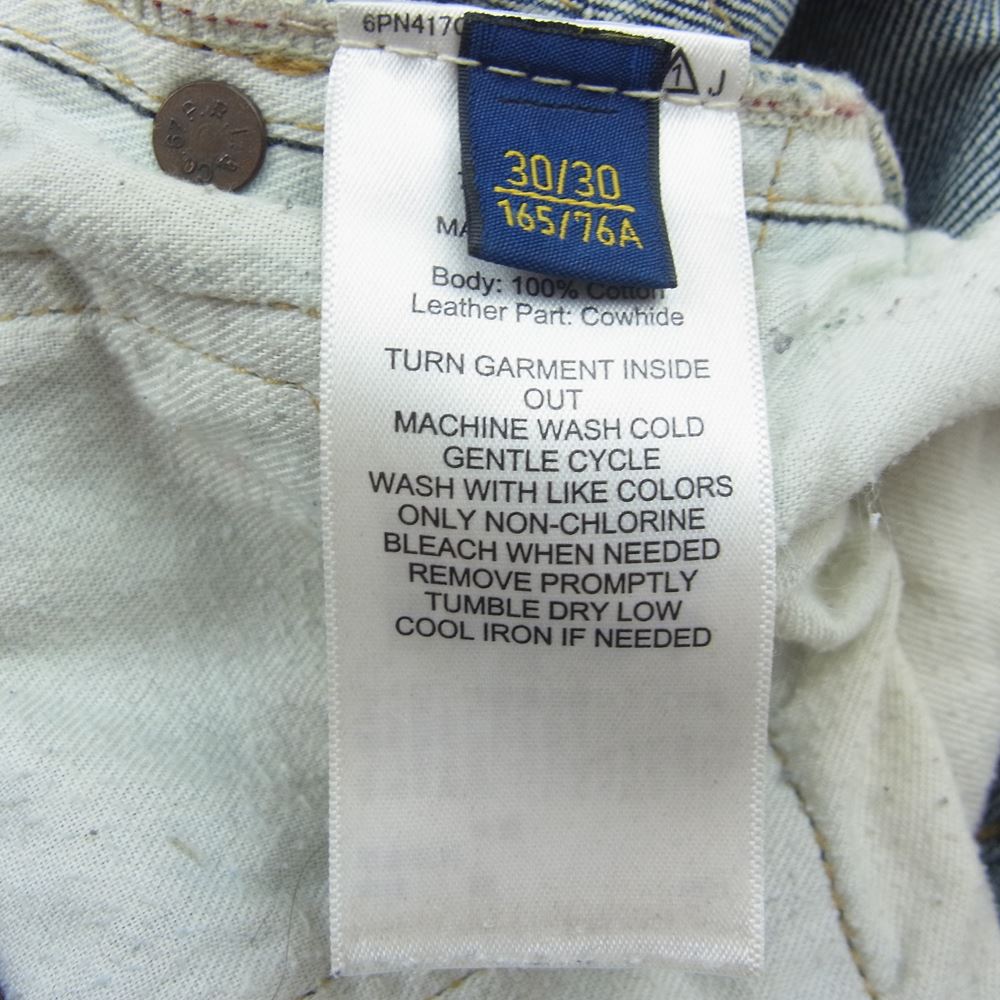 6PN417
1 J
30/30
165/76A
MA
Body: 100% Cotton
Leather Part: Cowhide
TURN GARMENT INSIDE
OUT
MACHINE WASH COLD
GENTLE CYCLE
WASH WITH LIKE COLORS
ONLY NON-CHLORINE
BLEACH WHEN NEEDED
REMOVE PROMPTLY
TUMBLE DRY LOW
COOL IRON IF NEEDED